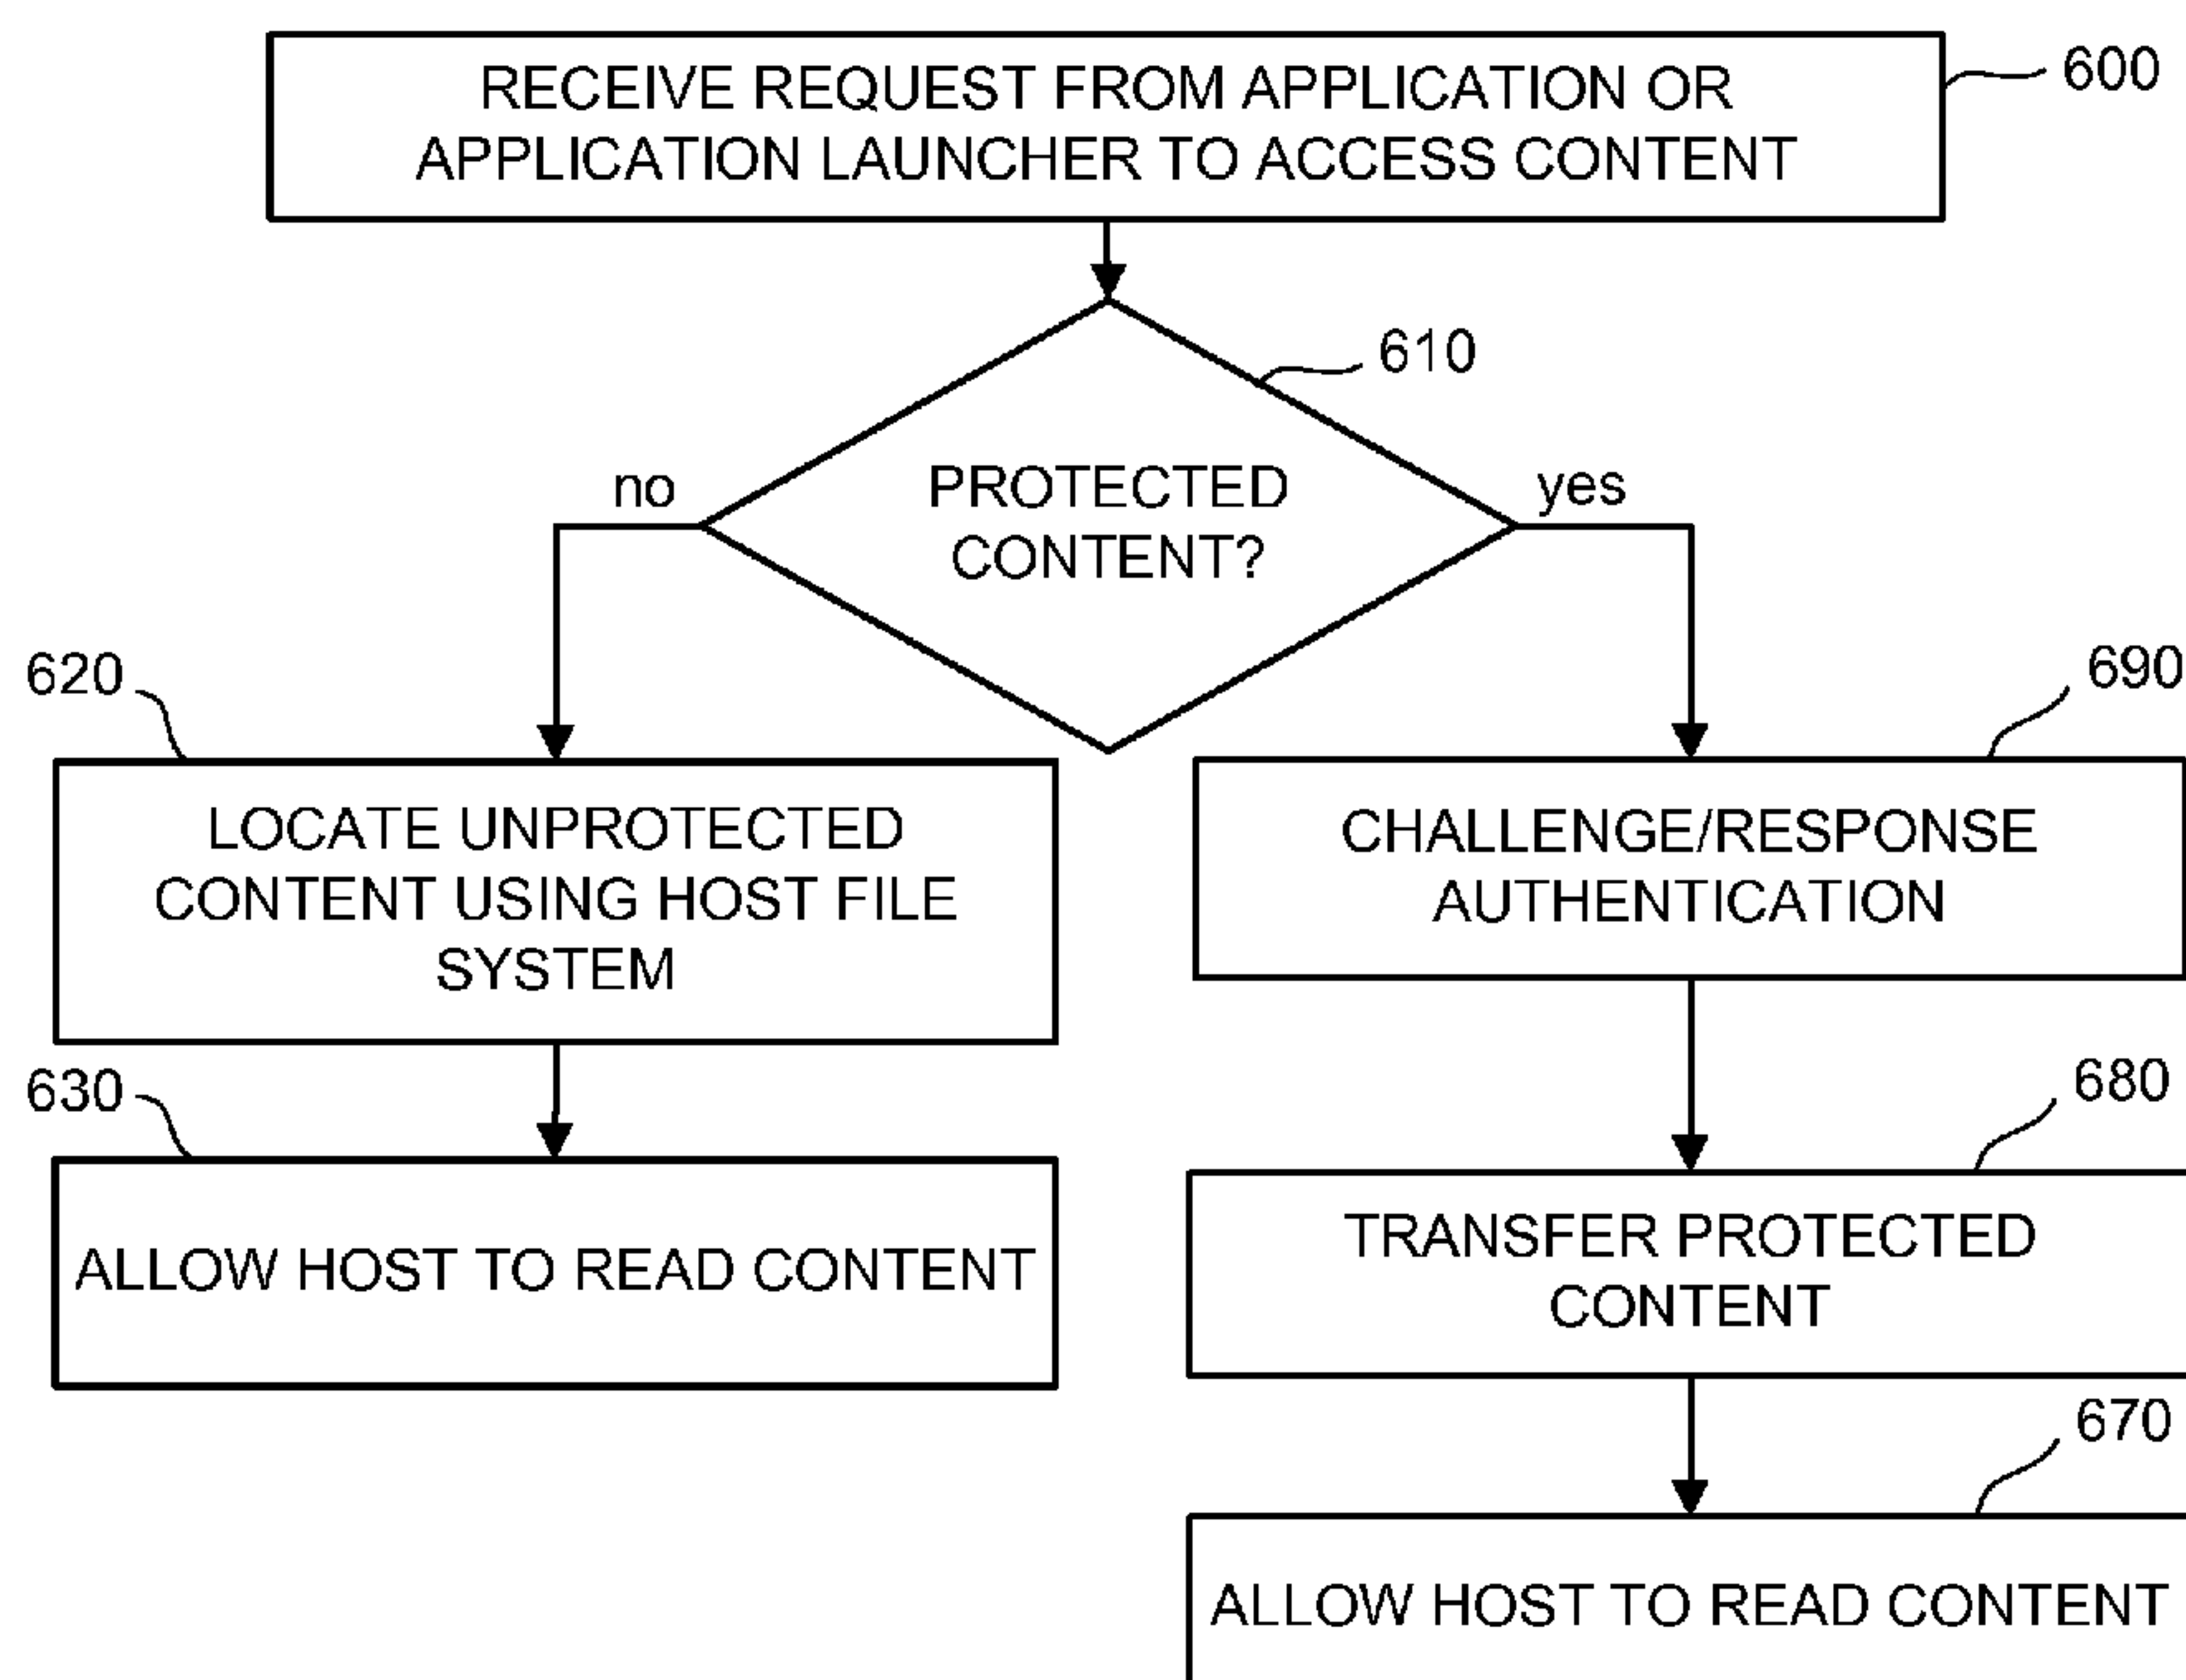 RECEIVE REQUEST FROM APPLICATION OR
APPLICATION LAUNCHER TO ACCESS CONTENT
600
610
PROTECTED
CONTENT?
no
yes
620
LOCATE UNPROTECTED
CONTENT USING HOST FILE
SYSTEM
630
ALLOW HOST TO READ CONTENT
690
CHALLENGE/RESPONSE
AUTHENTICATION
680
TRANSFER PROTECTED
CONTENT
670
ALLOW HOST TO READ CONTENT